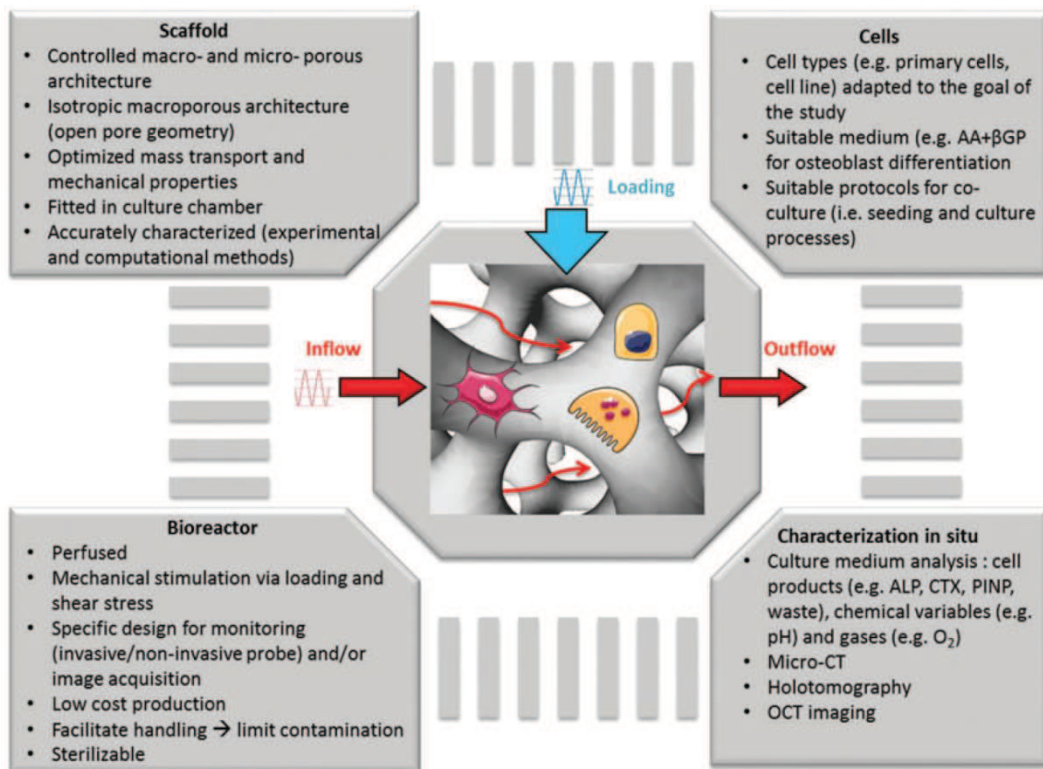 Scaffold
• Controlled macro- and micro- porous
architecture
• Isotropic macroporous architecture
(open pore geometry)
• Optimized mass transport and
mechanical properties
• Fitted in culture chamber
• Accurately characterized (experimental
and computational methods)
Cells
• Cell types (e.g. primary cells,
cell line) adapted to the goal of
the study
• Suitable medium (e.g. AA+βGP
for osteoblast differentiation
• Suitable protocols for co-
culture (i.e. seeding and culture
processes)
Loading
Inflow
Outflow
Bioreactor
• Perfused
• Mechanical stimulation via loading and
shear stress
• Specific design for monitoring
(invasive/non-invasive probe) and/or
image acquisition
• Low cost production
• Facilitate handling → limit contamination
• Sterilizable
Characterization in situ
• Culture medium analysis : cell
products (e.g. ALP, CTX, PINP,
waste), chemical variables (e.g.
pH) and gases (e.g. O₂)
• Micro-CT
• Holotomography
• OCT imaging